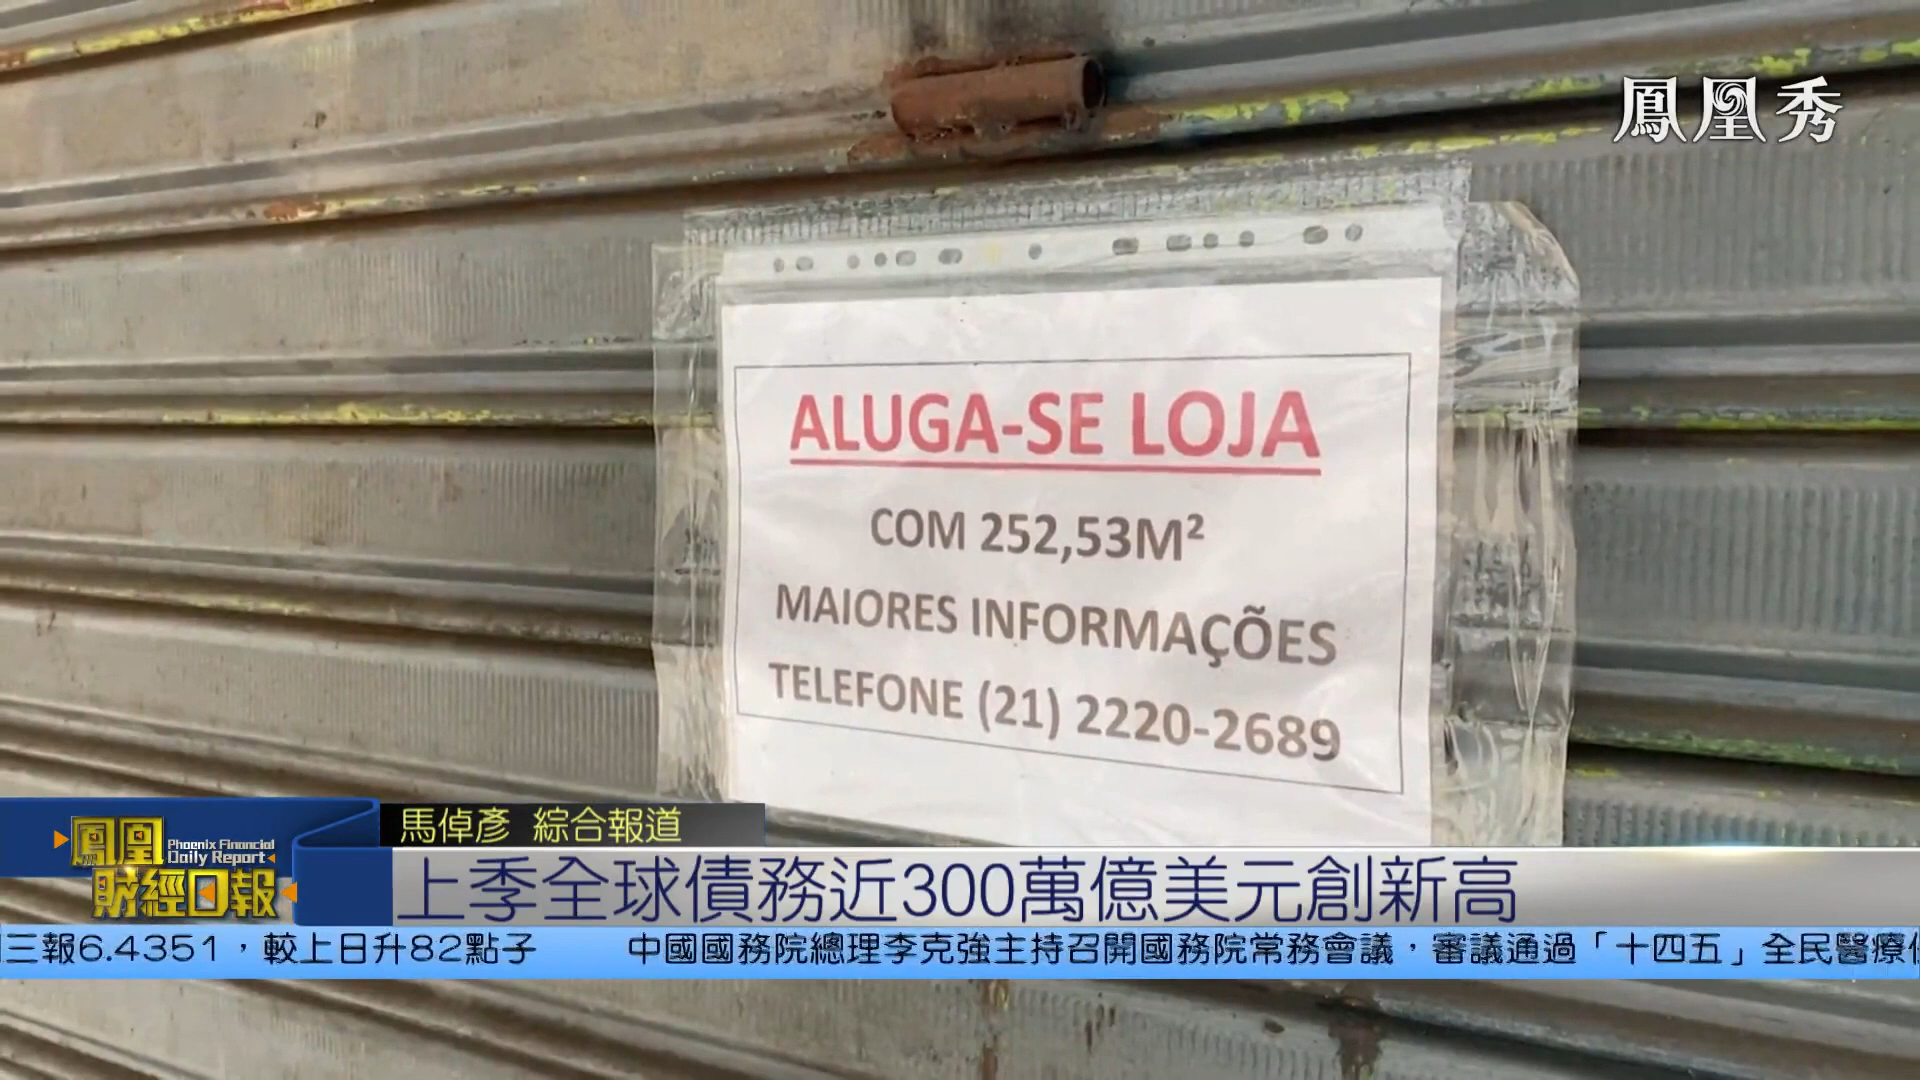 鳳凰秀
ALUGA-SE LOJA
COM 252,53M²
MAIORES INFORMAÇÕES
TELEFONE (21) 2220-2689
馬倬彥 綜合報道
鳳凰
Phoenix Financial
Daily Report
財經日報
上季全球債務近300萬億美元創新高
三報6.4351，較上日升82點子 中國國務院總理李克強主持召開國務院常務會議，審議通過「十四五」全民醫療